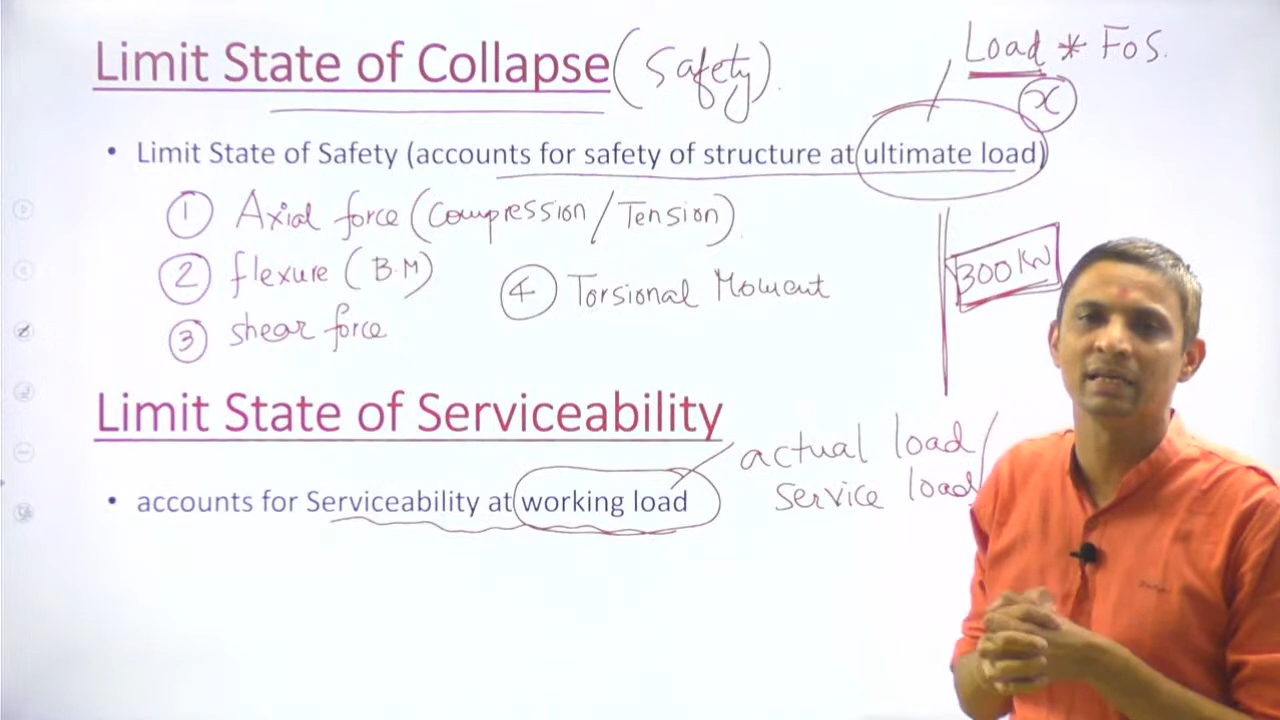 Limit State of Collapse (Safety)
Load * FoS.
x
• Limit State of Safety (accounts for safety of structure at ultimate load)
① Axial force (Compression / Tension)
② flexure (B.M)
③ shear force
④ Torsional Moment
300 KN
Limit State of Serviceability
actual load /
service load
• accounts for Serviceability at working load